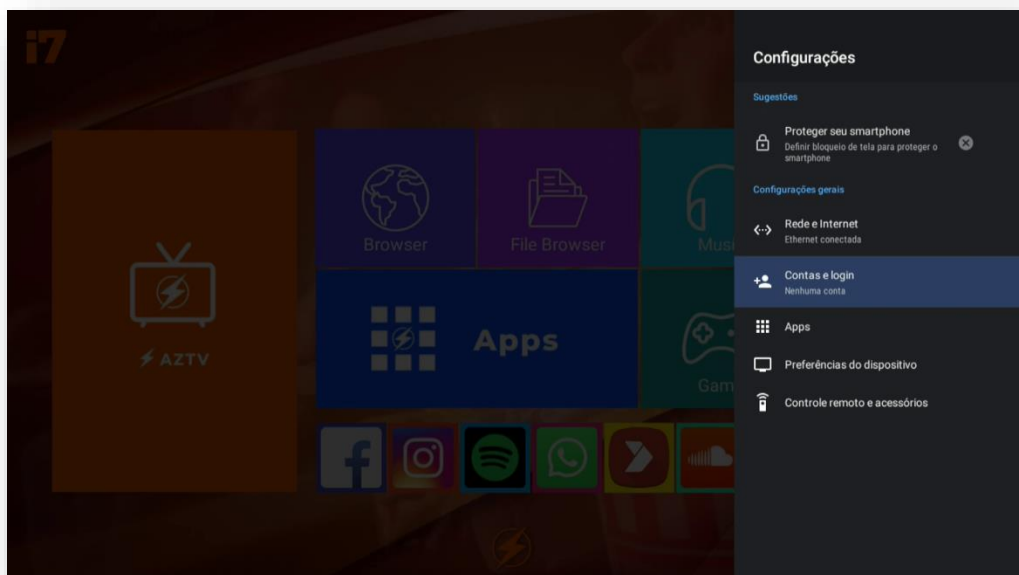 i7
Configurações
Sugestões
Proteger seu smartphone
Definir bloqueio de tela para proteger o
smartphone
Configurações gerais
Rede e Internet
Ethernet conectada
Contas e login
Nenhuma conta
Apps
Preferências do dispositivo
Controle remoto e acessórios
Browser
File Browser
Musi
AZTV
Apps
Gam